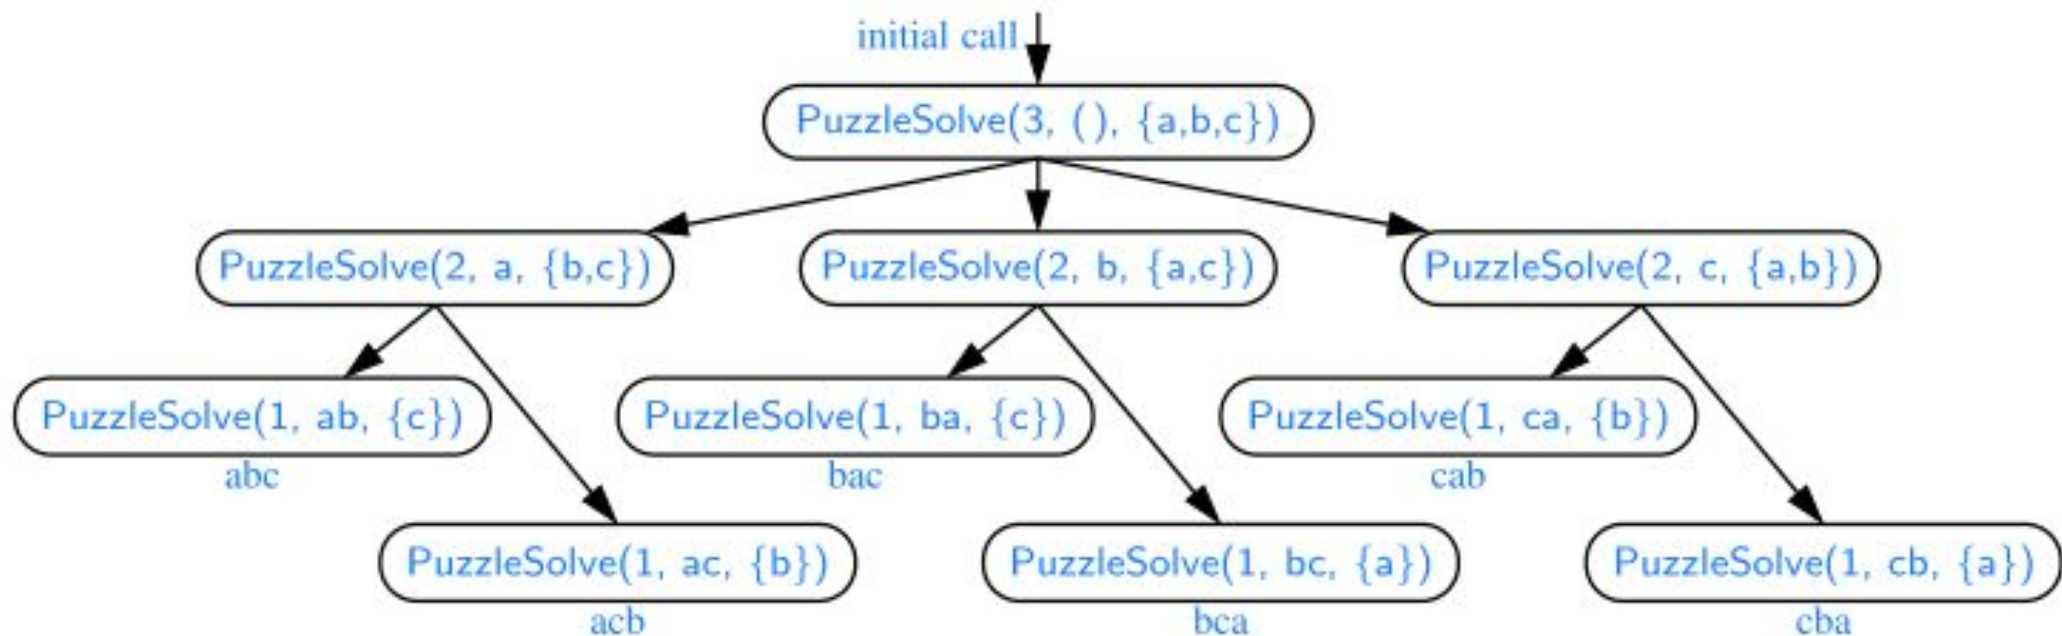 initial call
PuzzleSolve(3, ( ), {a,b,c})
PuzzleSolve(2, a, {b,c})
PuzzleSolve(2, b, {a,c})
PuzzleSolve(2, c, {a,b})
PuzzleSolve(1, ab, {c})
PuzzleSolve(1, ba, {c})
PuzzleSolve(1, ca, {b})
abc
bac
cab
PuzzleSolve(1, ac, {b})
PuzzleSolve(1, bc, {a})
PuzzleSolve(1, cb, {a})
acb
bca
cba